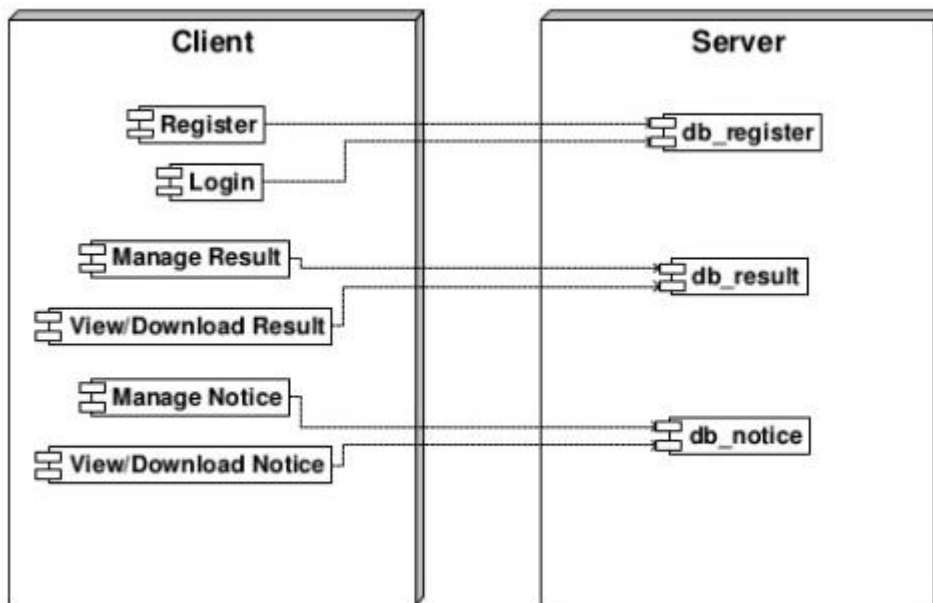 Client
Server
Register
db_register
Login
Manage Result
db_result
View/Download Result
Manage Notice
db_notice
View/Download Notice